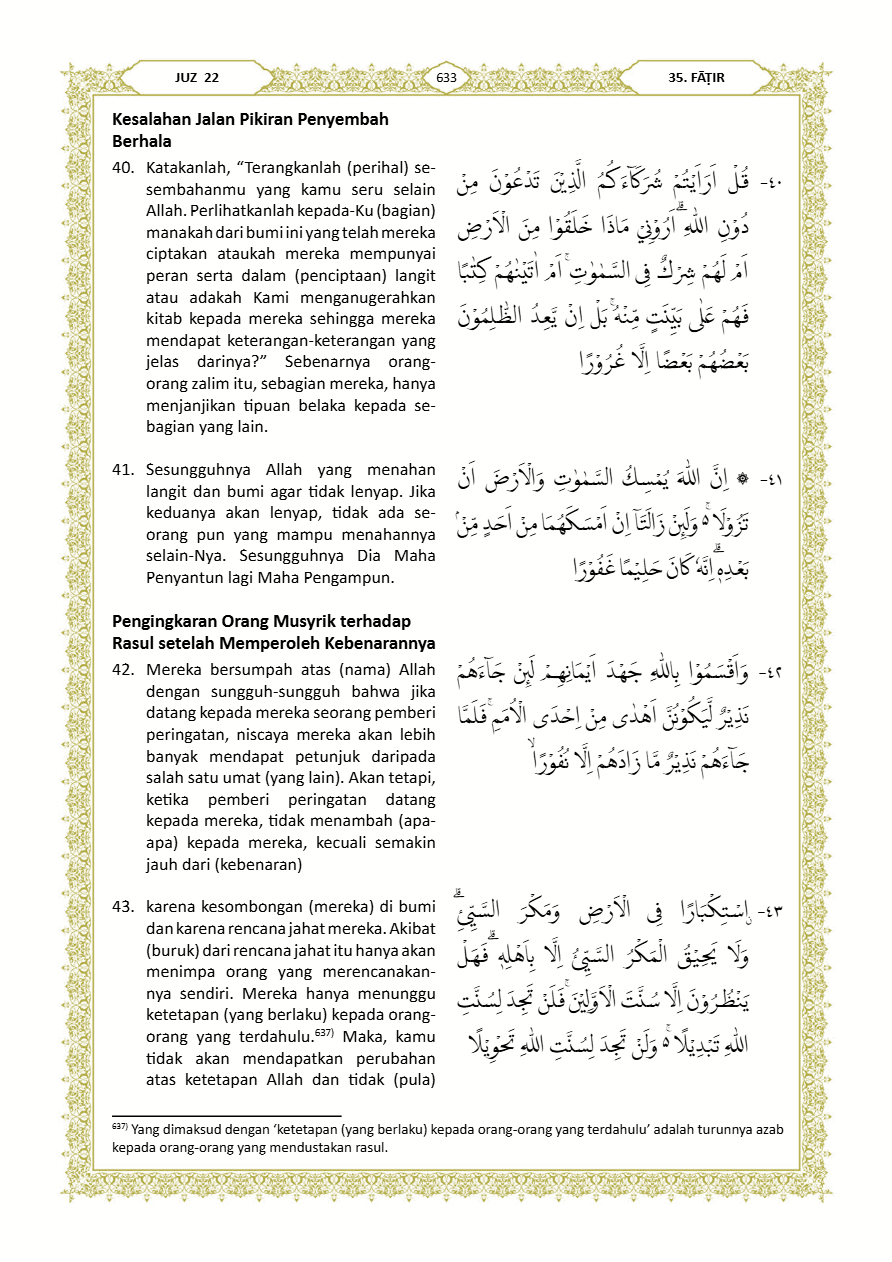 JUZ 22
633
35. FĀṬIR
Kesalahan Jalan Pikiran Penyembah
Berhala
40. Katakanlah, “Terangkanlah (perihal) se-
sembahanmu yang kamu seru selain
Allah. Perlihatkanlah kepada-Ku (bagian)
manakah dari bumi ini yang telah mereka
ciptakan ataukah mereka mempunyai
peran serta dalam (penciptaan) langit
atau adakah Kami menganugerahkan
kitab kepada mereka sehingga mereka
mendapat keterangan-keterangan yang
jelas darinya?” Sebenarnya orang-
orang zalim itu, sebagian mereka, hanya
menjanjikan tipuan belaka kepada se-
bagian yang lain.
٤٠- قُلْ اَرَاَيْتُمْ شُرَكَاۤءَكُمُ الَّذِيْنَ تَدْعُوْنَ مِنْ
دُوْنِ اللّٰهِ ۗاَرُوْنِيْ مَاذَا خَلَقُوْا مِنَ الْاَرْضِ
اَمْ لَهُمْ شِرْكٌ فِى السَّمٰوٰتِۚ اَمْ اٰتَيْنٰهُمْ كِتٰبًا
فَهُمْ عَلٰى بَيِّنَتٍ مِّنْهُۚ بَلْ اِنْ يَّعِدُ الظّٰلِمُوْنَ
بَعْضُهُمْ بَعْضًا اِلَّا غُرُوْرًا
41. Sesungguhnya Allah yang menahan
langit dan bumi agar tidak lenyap. Jika
keduanya akan lenyap, tidak ada se-
orang pun yang mampu menahannya
selain-Nya. Sesungguhnya Dia Maha
Penyantun lagi Maha Pengampun.
٤١- ۞ اِنَّ اللّٰهَ يُمْسِكُ السَّمٰوٰتِ وَالْاَرْضَ اَنْ
تَزُوْلَا ەۚ وَلَىِٕنْ زَالَتَآ اِنْ اَمْسَكَهُمَا مِنْ اَحَدٍ مِّنْۢ
بَعْدِهٖ ۗاِنَّهٗ كَانَ حَلِيْمًا غَفُوْرًا
Pengingkaran Orang Musyrik terhadap
Rasul setelah Memperoleh Kebenarannya
42. Mereka bersumpah atas (nama) Allah
dengan sungguh-sungguh bahwa jika
datang kepada mereka seorang pemberi
peringatan, niscaya mereka akan lebih
banyak mendapat petunjuk daripada
salah satu umat (yang lain). Akan tetapi,
ketika pemberi peringatan datang
kepada mereka, tidak menambah (apa-
apa) kepada mereka, kecuali semakin
jauh dari (kebenaran)
٤٢- وَاَقْسَمُوْا بِاللّٰهِ جَهْدَ اَيْمَانِهِمْ لَىِٕنْ جَاۤءَهُمْ
نَذِيْرٌ لَّيَكُوْنُنَّ اَهْدٰى مِنْ اِحْدَى الْاُمَمِۚ فَلَمَّا
جَاۤءَهُمْ نَذِيْرٌ مَّا زَادَهُمْ اِلَّا نُفُوْرًاۙ
43. karena kesombongan (mereka) di bumi
dan karena rencana jahat mereka. Akibat
(buruk) dari rencana jahat itu hanya akan
menimpa orang yang merencanakan-
nya sendiri. Mereka hanya menunggu
ketetapan (yang berlaku) kepada orang-
orang yang terdahulu.637) Maka, kamu
tidak akan mendapatkan perubahan
atas ketetapan Allah dan tidak (pula)
٤٣- ۨاسْتِكْبَارًا فِى الْاَرْضِ وَمَكْرَ السَّيِّئِۗ
وَلَا يَحِيْقُ الْمَكْرُ السَّيِّئُ اِلَّا بِاَهْلِهٖ ۗفَهَلْ
يَنْظُرُوْنَ اِلَّا سُنَّتَ الْاَوَّلِيْنَۚ فَلَنْ تَجِدَ لِسُنَّتِ
اللّٰهِ تَبْدِيْلًا ەۚ وَلَنْ تَجِدَ لِسُنَّتِ اللّٰهِ تَحْوِيْلًا
637) Yang dimaksud dengan ‘ketetapan (yang berlaku) kepada orang-orang yang terdahulu’ adalah turunnya azab
kepada orang-orang yang mendustakan rasul.